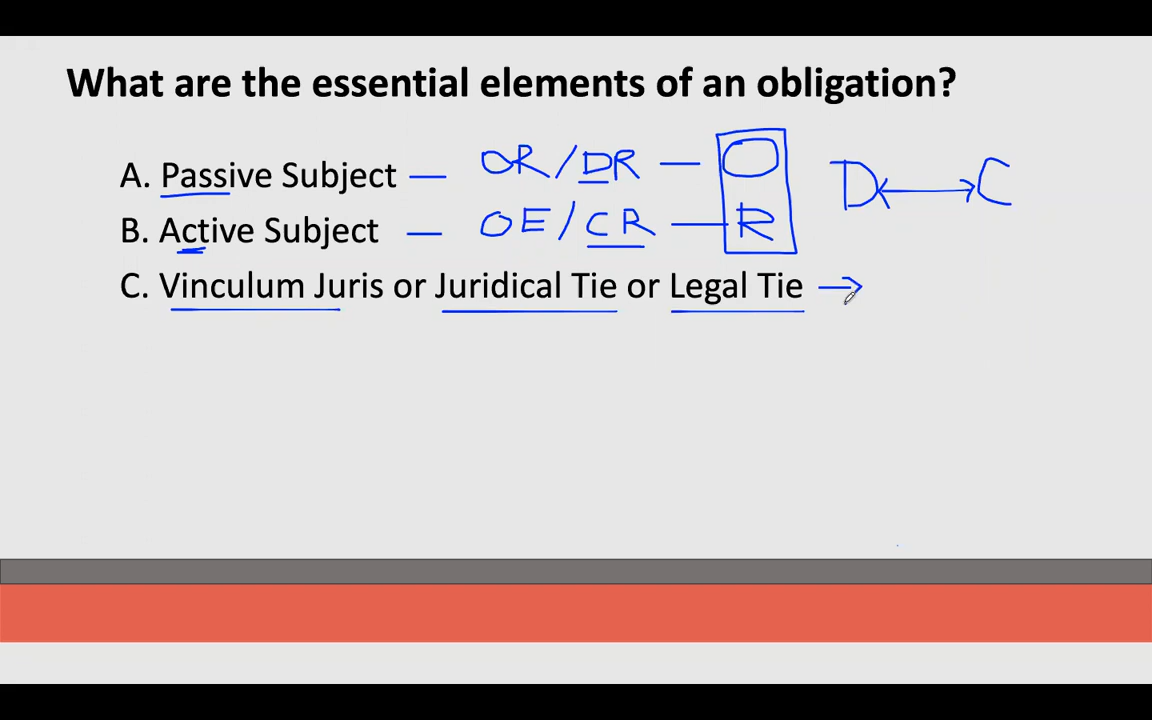 What are the essential elements of an obligation?
A. Passive Subject — OR/DR — O
B. Active Subject — OE/CR — R
D ↔ C
C. Vinculum Juris or Juridical Tie or Legal Tie →